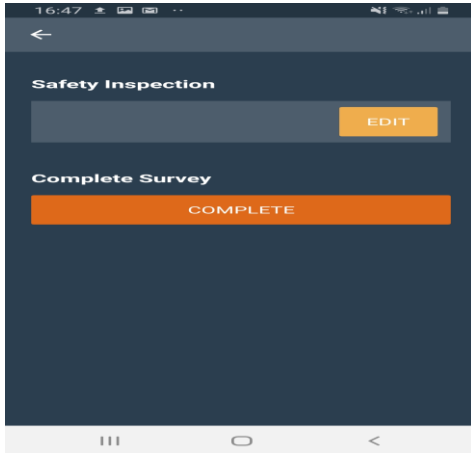 16:47
Safety Inspection
EDIT
Complete Survey
COMPLETE